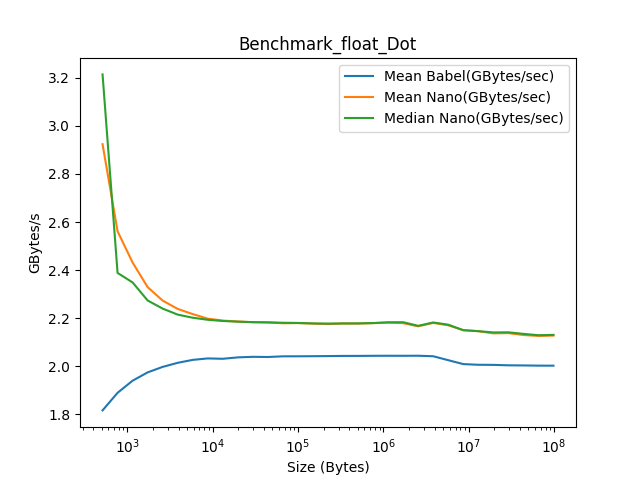 Benchmark_float_Dot
Mean Babel(GBytes/sec)
Mean Nano(GBytes/sec)
Median Nano(GBytes/sec)
GBytes/s
3.2
3.0
2.8
2.6
2.4
2.2
2.0
1.8
10³ 10⁴ 10⁵ 10⁶ 10⁷ 10⁸
Size (Bytes)